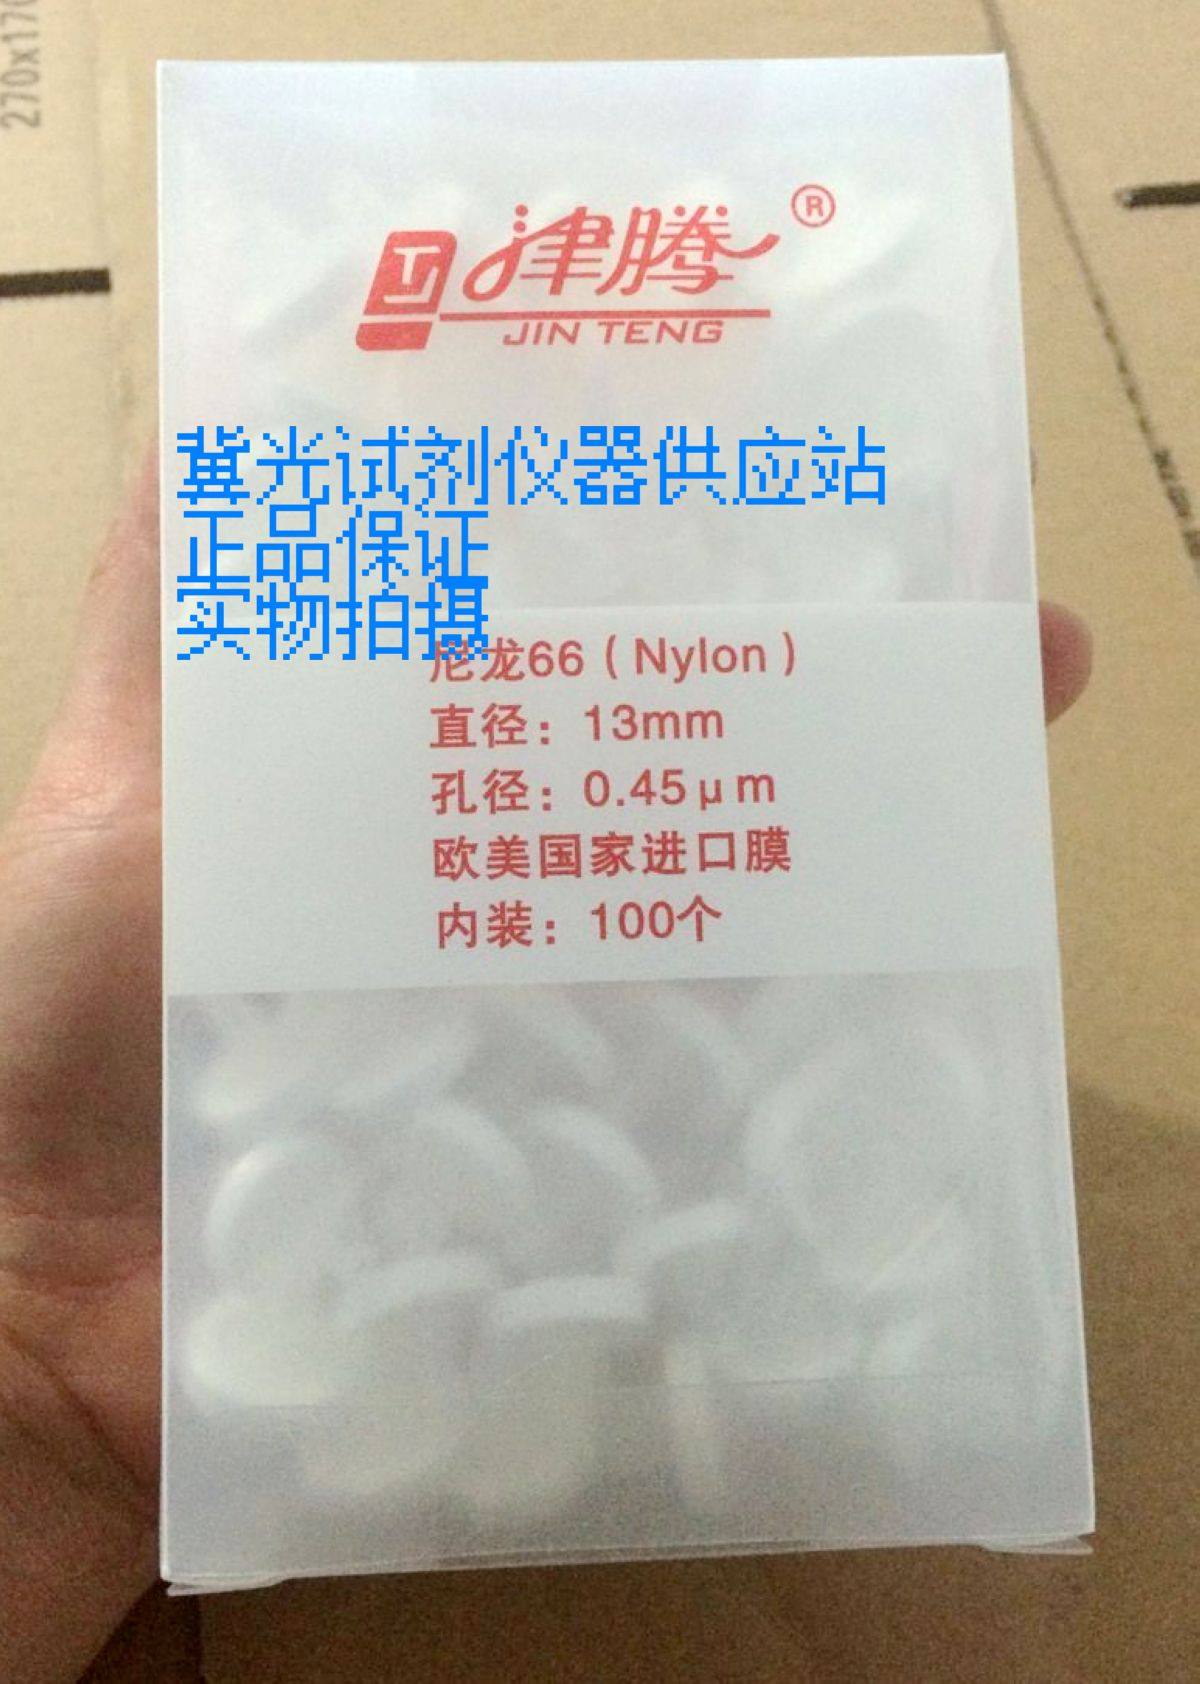 270x170
津腾®
JIN TENG
冀光试剂仪器供应站
正品保证
实物拍摄
尼龙66（Nylon）
直径：13mm
孔径：0.45μm
欧美国家进口膜
内装：100个